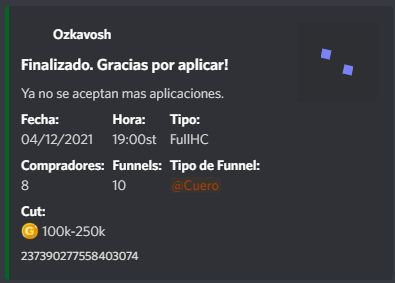 Ozkavosh
Finalizado. Gracias por aplicar!
Ya no se aceptan mas aplicaciones.
Fecha: Hora: Tipo:
04/12/2021 19:00st FullHC
Compradores: Funnels: Tipo de Funnel:
8 10 @Cuero
Cut:
G 100k-250k
237390277558403074